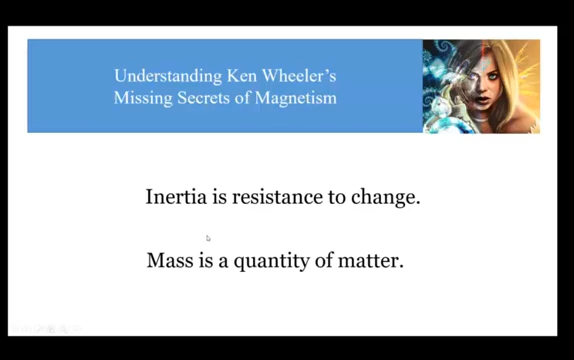 Understanding Ken Wheeler's
Missing Secrets of Magnetism
Inertia is resistance to change.
Mass is a quantity of matter.